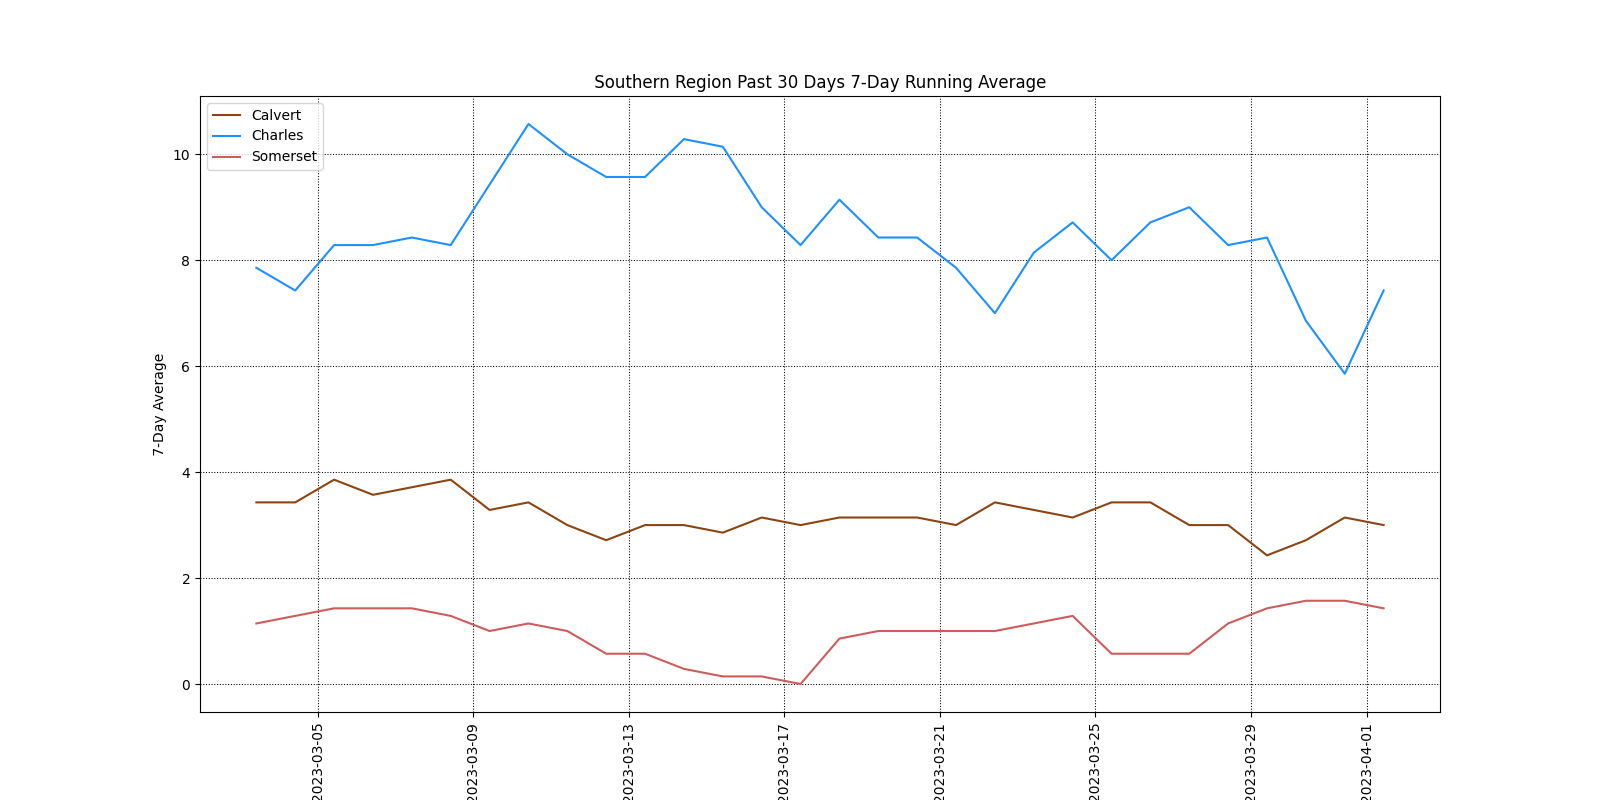 Southern Region Past 30 Days 7-Day Running Average
Calvert
Charles
Somerset
7-Day Average
10
8
6
4
2
0
2023-03-05
2023-03-09
2023-03-13
2023-03-17
2023-03-21
2023-03-25
2023-03-29
2023-04-01